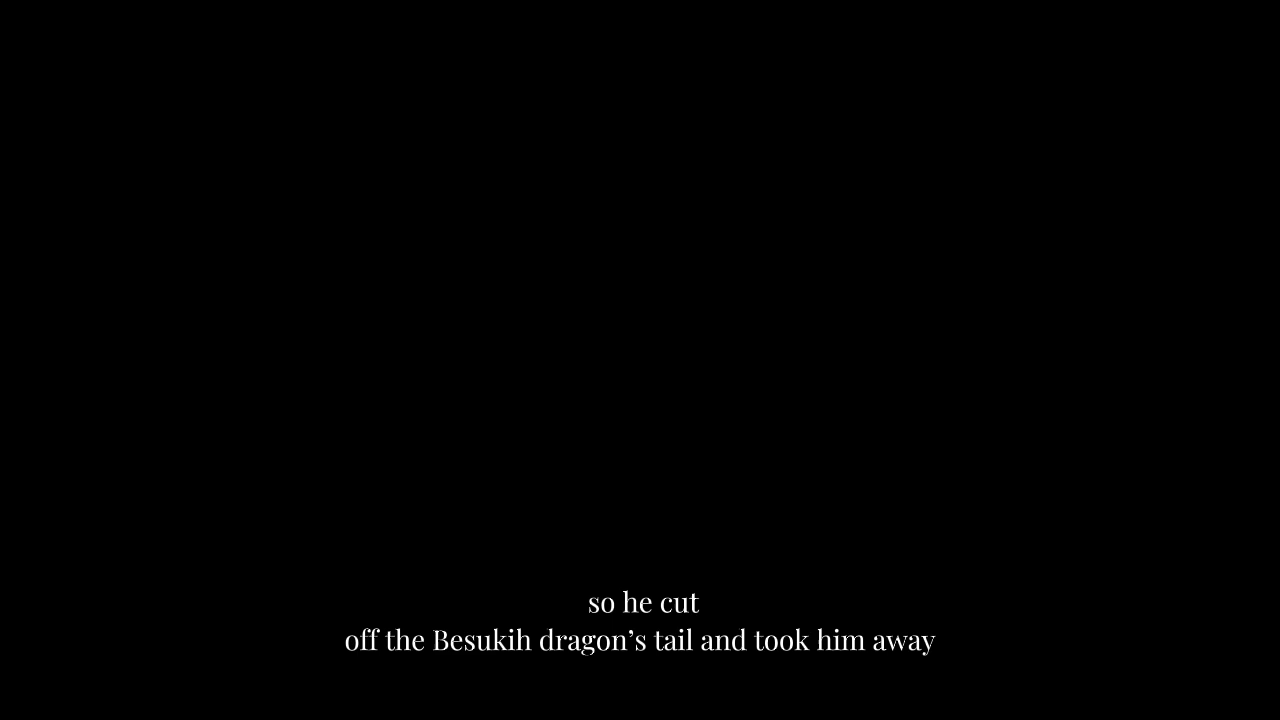 so he cut
off the Besukih dragon’s tail and took him away